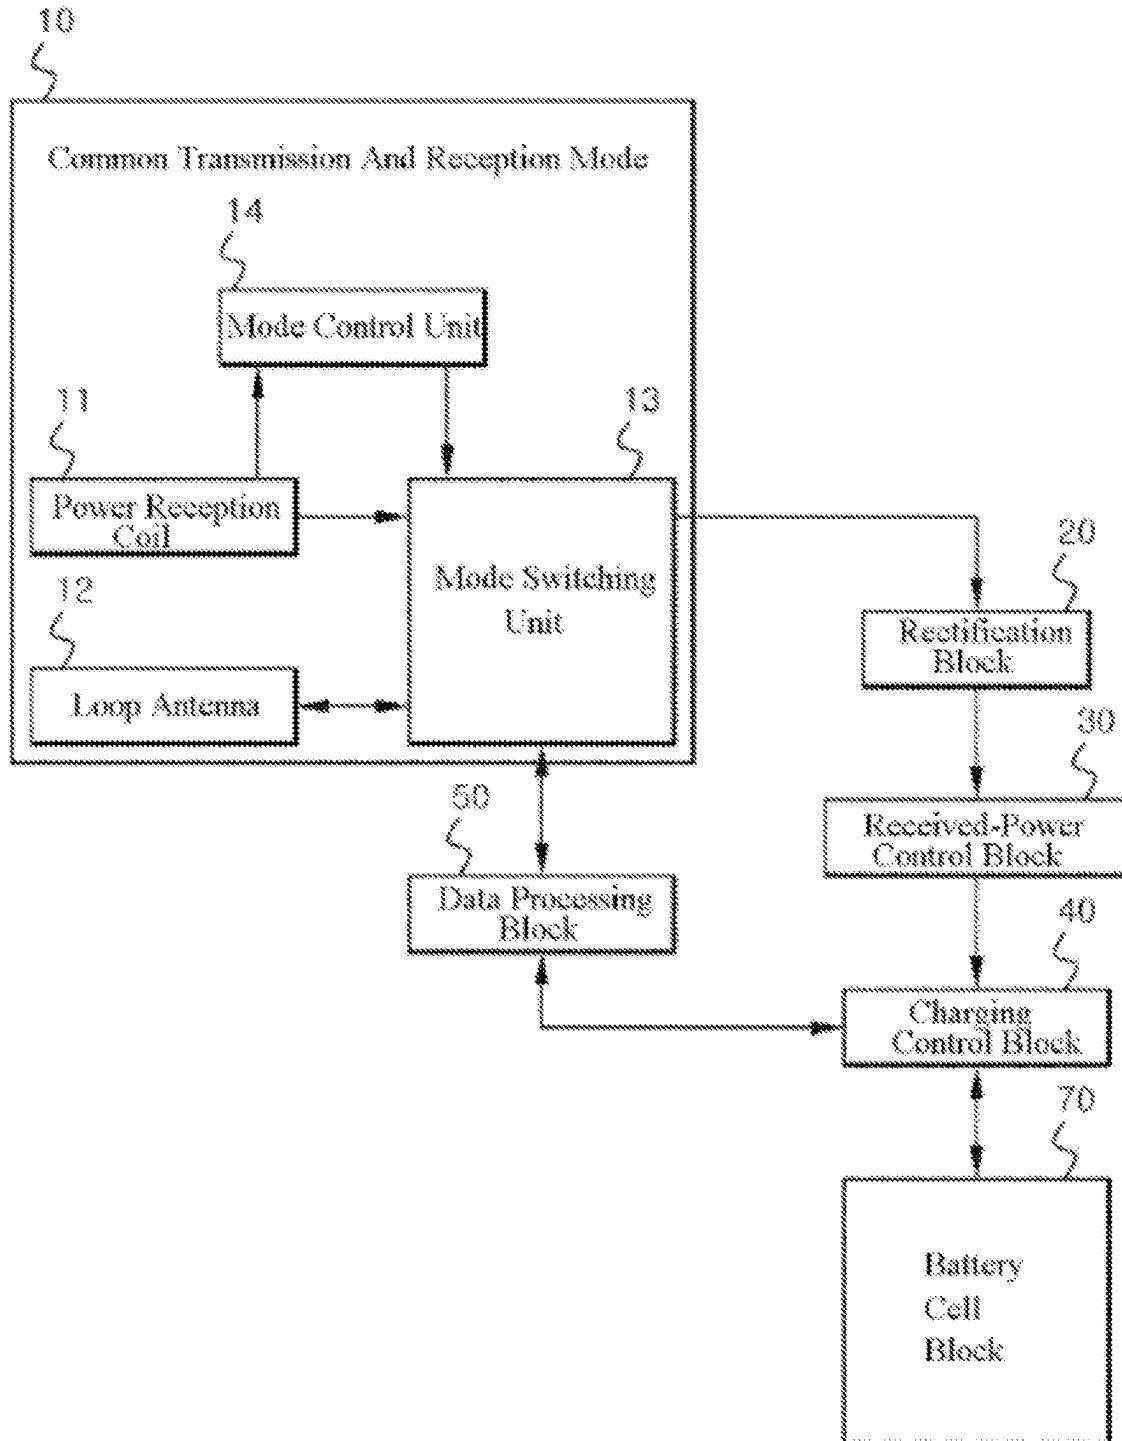 10
Common Transmission And Reception Mode
14
Mode Control Unit
11
13
Power Reception
Coil
20
12
Mode Switching
Unit
Rectification
Block
Loop Antenna
30
50
Received-Power
Control Block
Data Processing
Block
40
Charging
Control Block
70
Battery
Cell
Block